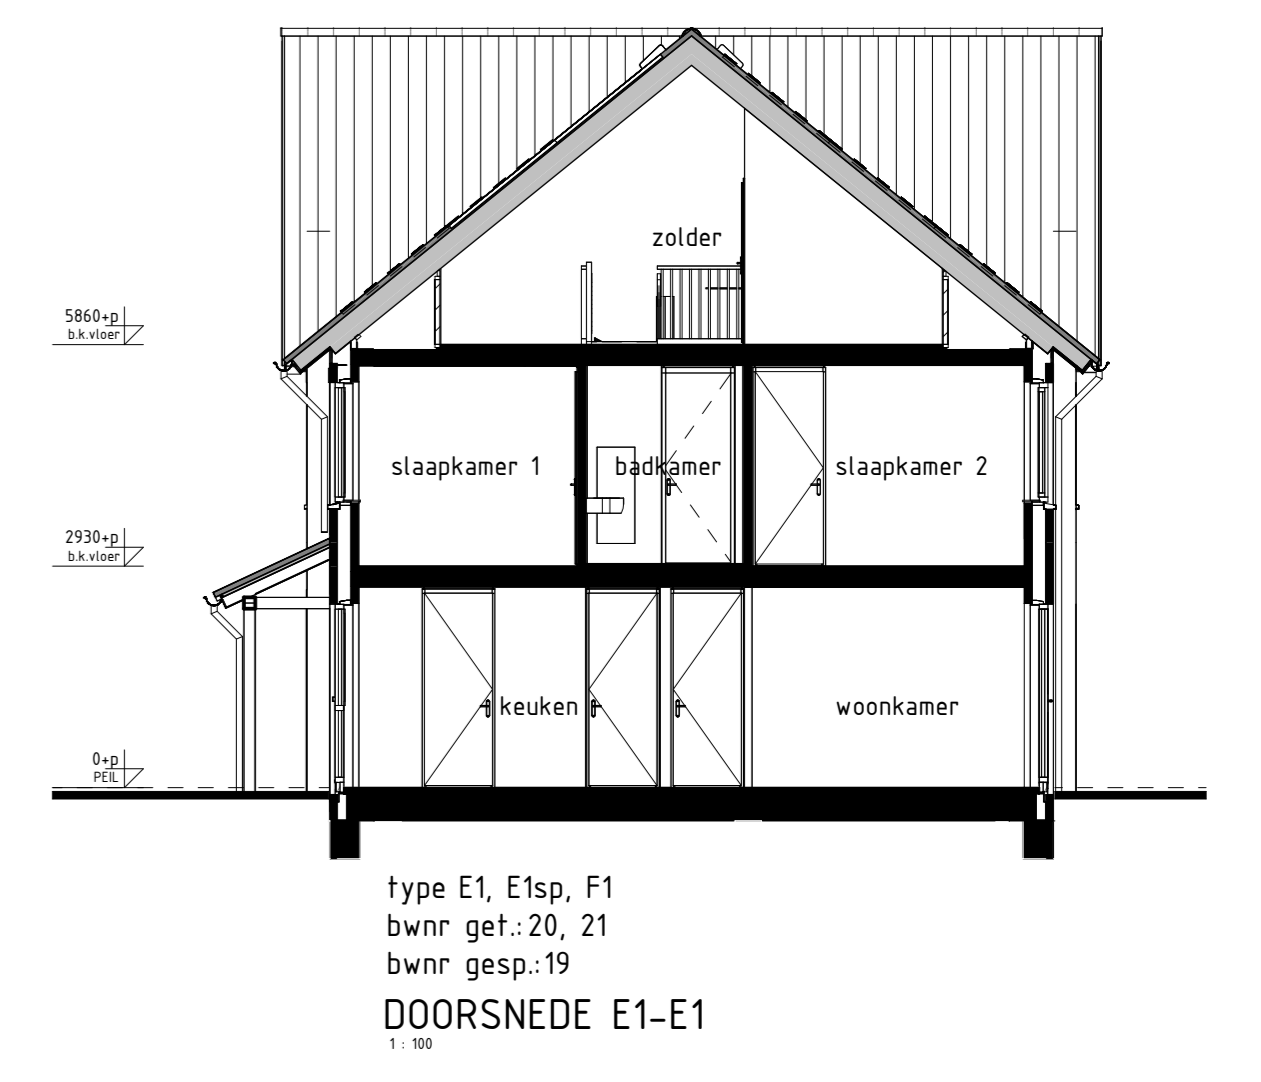 zolder
5860+p
b.k.vloer
slaapkamer 1
badkamer
slaapkamer 2
2930+p
b.k.vloer
keuken
woonkamer
0+p
PEIL
type E1, E1sp, F1
bwnr get.: 20, 21
bwnr gesp.: 19
DOORSNEDE E1-E1
1 : 100